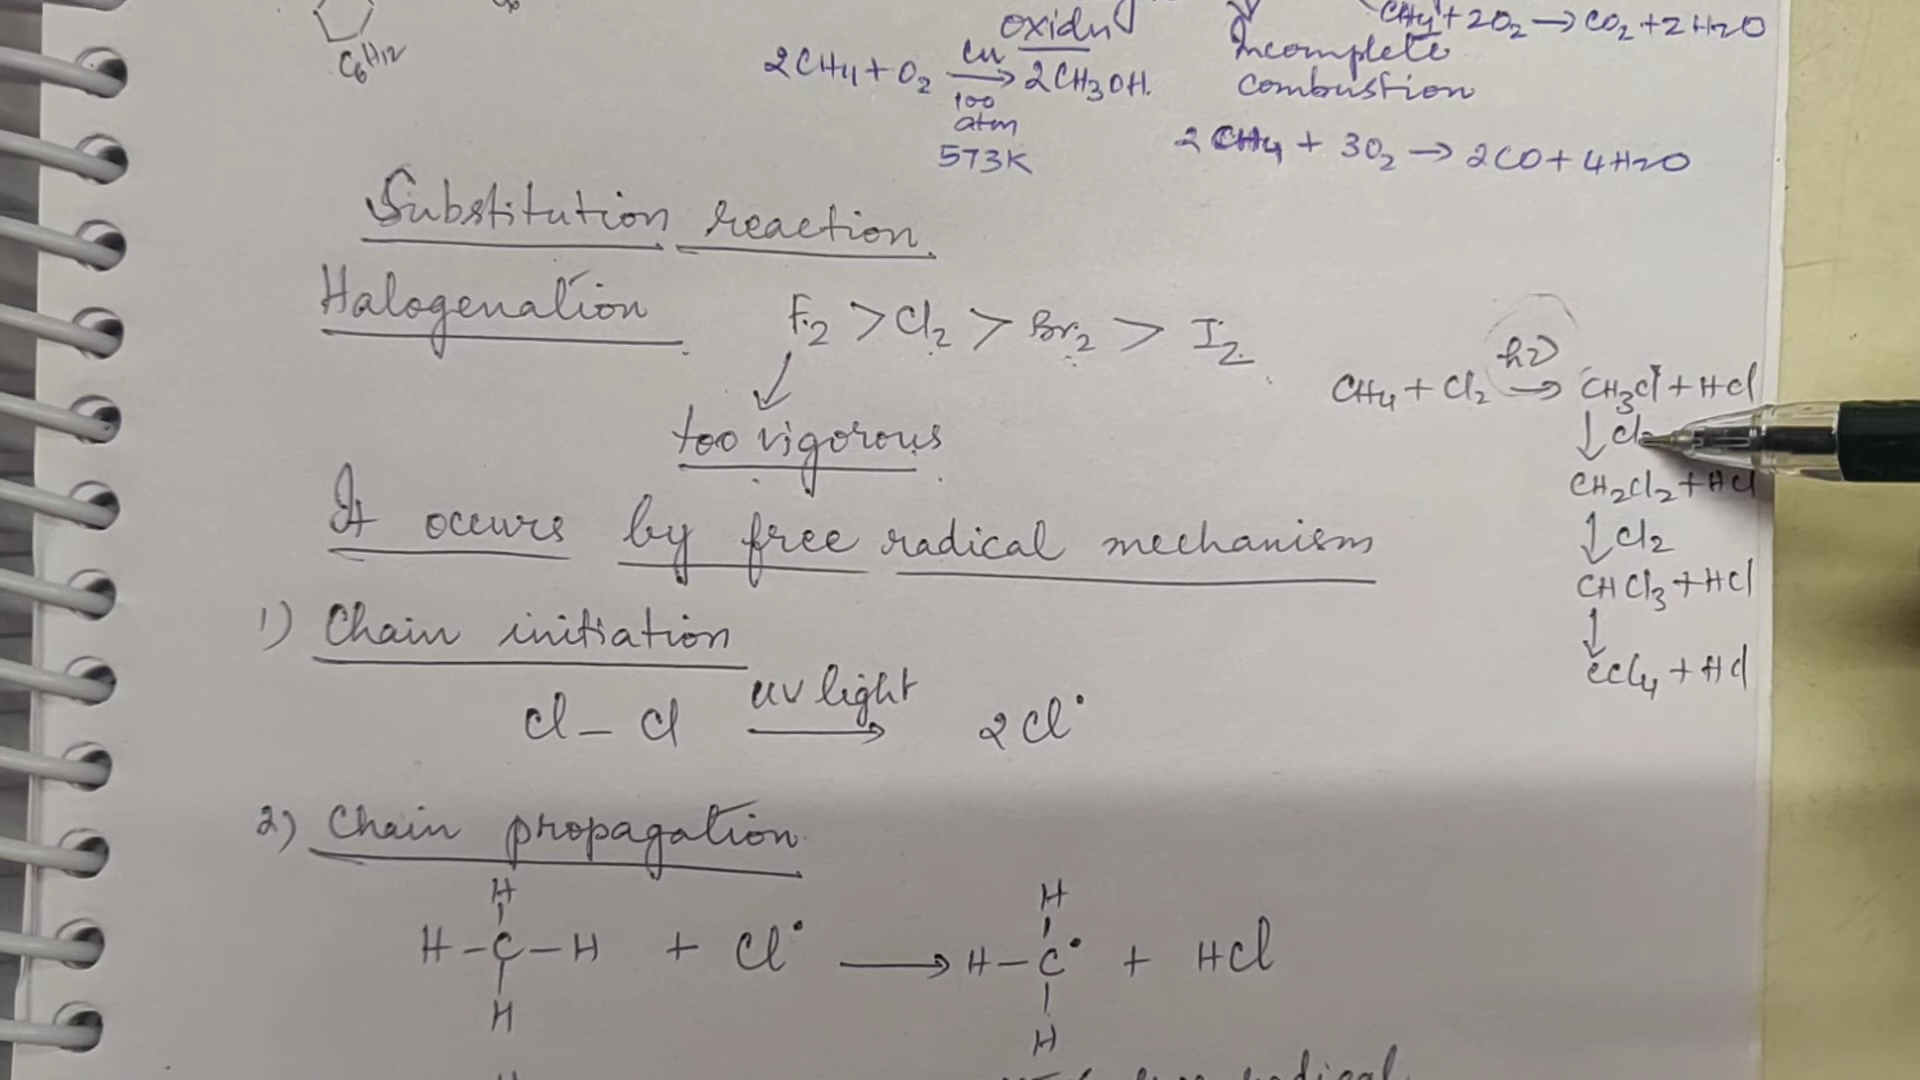 C6H12
oxidn
CH4 + 2O2 → CO2 + 2H2O
2CH4 + O2 Cu → 2CH3OH.
100
atm
573K
Incomplete
combustion
2CH4 + 3O2 → 2CO + 4H2O
Substitution reaction.
Halogenation
F2 > Cl2 > Br2 > I2
too vigorous
CH4 + Cl2 hν → CH3Cl + HCl
↓ Cl2
CH2Cl2 + HCl
↓ Cl2
CHCl3 + HCl
↓
CCl4 + HCl
It occurs by free radical mechanism
1) Chain initiation
Cl – Cl uv light → 2Cl•
2) Chain propagation
H H
H – C – H + Cl• → H – C• + HCl
H H
H
free radical